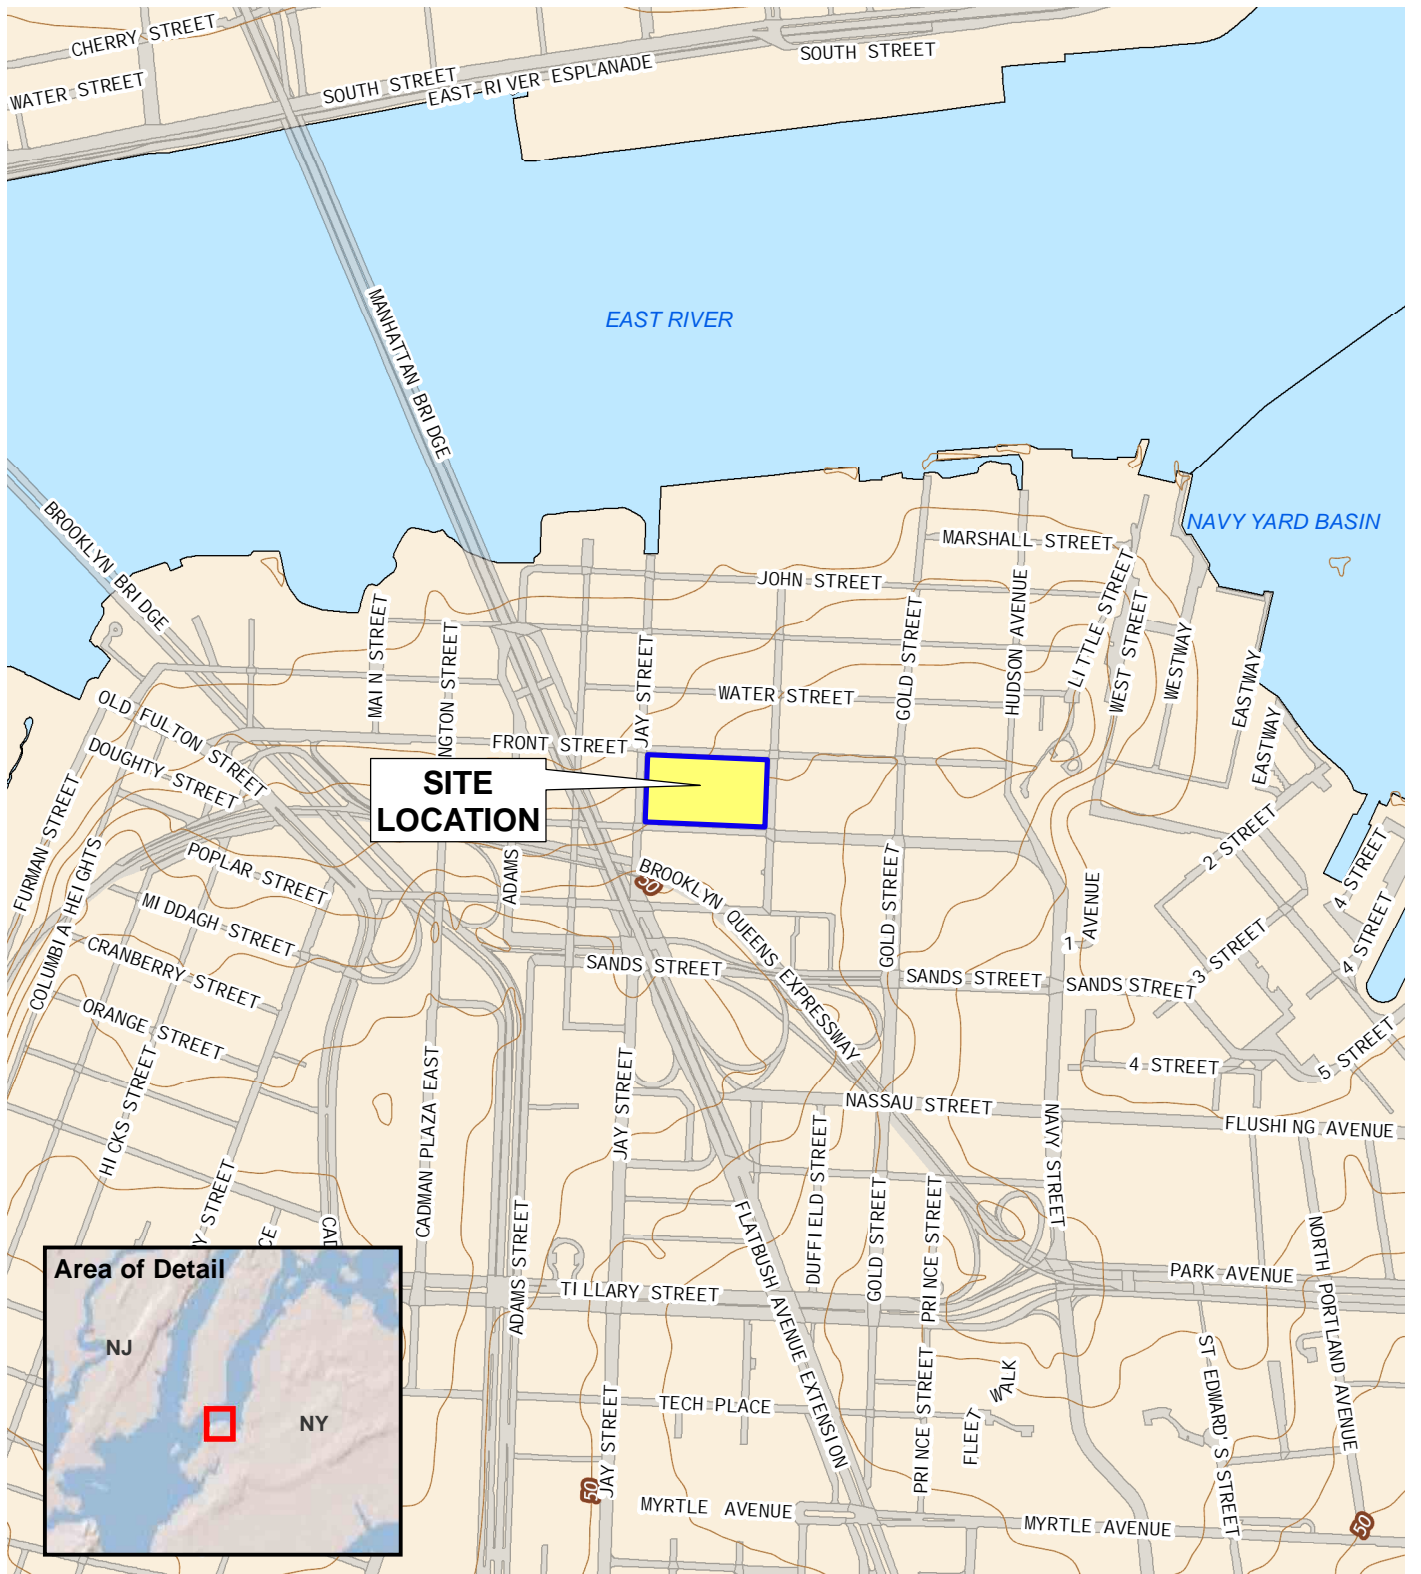 CHERRY STREET
SOUTH STREET
WATER STREET
SOUTH STREET
EAST RIVER ESPLANADE
EAST RIVER
MANHATTAN BRIDGE
BROOKLYN BRIDGE
NAVY YARD BASIN
MARSHALL STREET
JOHN STREET
MAIN STREET
NGTON STREET
JAY STREET
GOLD STREET
HUDSON AVENUE
LITTLE STREET
WEST STREET
WESTWAY
EASTWAY
EASTWAY
WATER STREET
OLD FULTON STREET
DOUGHTY STREET
FRONT STREET
SITE
LOCATION
FURMAN STREET
COLUMBIA HEIGHTS
POPLAR STREET
ADAMS
50
BROOKLYN QUEENS EXPRESSWAY
GOLD STREET
1 AVENUE
2 STREET
3 STREET
4 STREET
4 STREET
MIDDAGH STREET
CRANBERRY STREET
ORANGE STREET
SANDS STREET
SANDS STREET
SANDS STREET
4 STREET
5 STREET
HICKS STREET
CADMAN PLAZA EAST
JAY STREET
NASSAU STREET
NAVY STREET
FLUSHING AVENUE
DUFFIELD STREET
GOLD STREET
PRINCE STREET
Y STREET
CE
CAD
ADAMS STREET
FLATBUSH AVENUE EXTENSION
TILLARY STREET
PARK AVENUE
NORTH PORTLAND AVENUE
ST EDWARD'S STREET
Area of Detail
NJ
NY
TECH PLACE
JAY STREET
PRINCE STREET
FLEET WALK
50
MYRTLE AVENUE
MYRTLE AVENUE
50